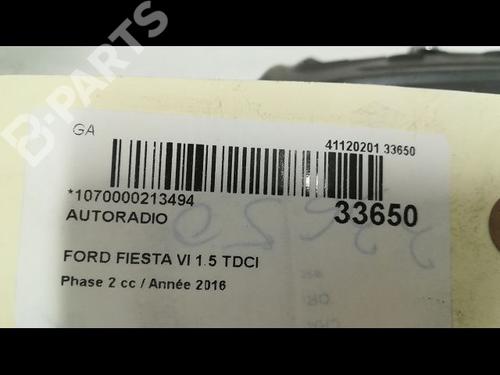 B-PARTS
GA
41120201 33650
*1070000213494
AUTORADIO
33650
FORD FIESTA VI 1.5 TDCI
Phase 2 cc / Année 2016